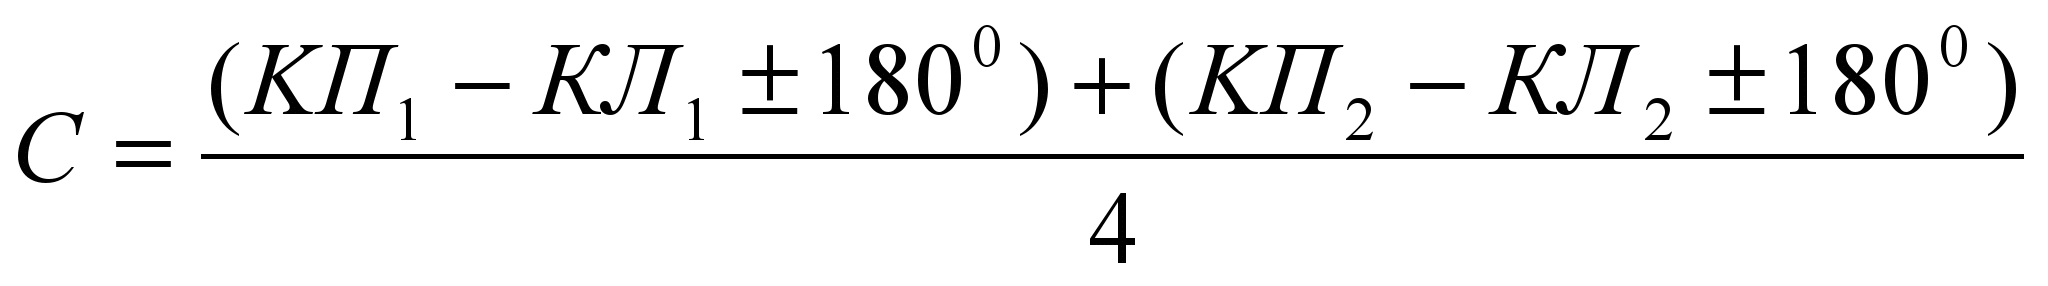 C = (КП₁ − КЛ₁ ±180⁰) + (КП₂ − КЛ₂ ±180⁰)
4